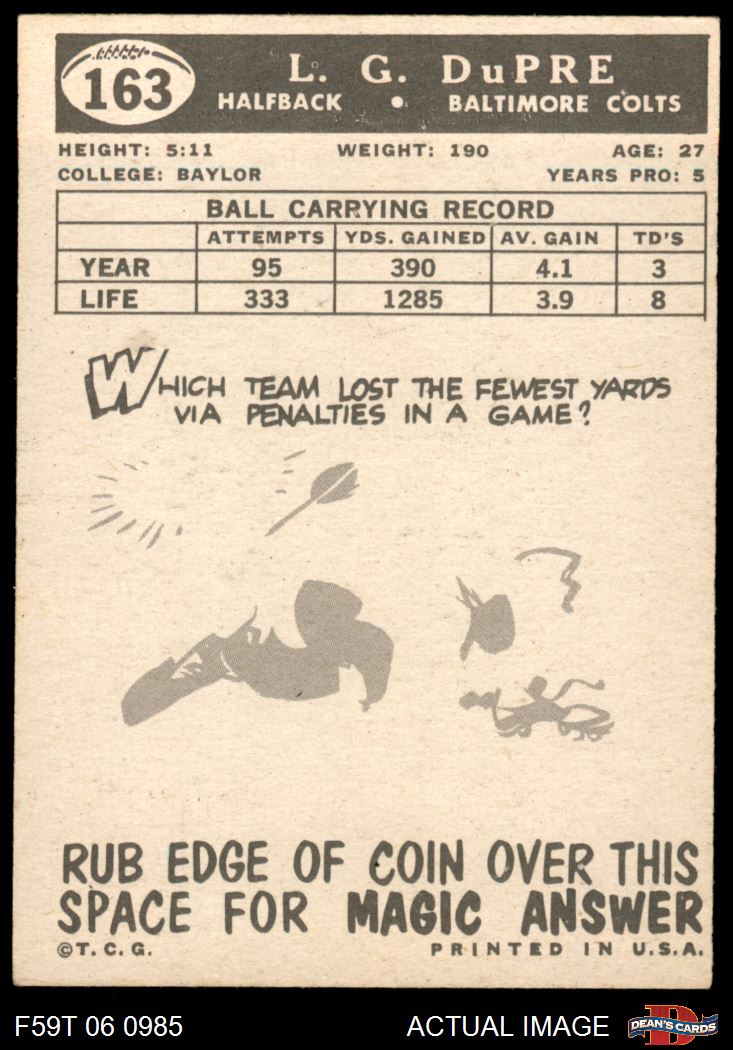 163
L. G. DuPRE
HALFBACK • BALTIMORE COLTS
HEIGHT: 5:11 WEIGHT: 190 AGE: 27
COLLEGE: BAYLOR YEARS PRO: 5
BALL CARRYING RECORD
ATTEMPTS YDS. GAINED AV. GAIN TD'S
YEAR 95 390 4.1 3
LIFE 333 1285 3.9 8
WHICH TEAM LOST THE FEWEST YARDS
VIA PENALTIES IN A GAME?
RUB EDGE OF COIN OVER THIS
SPACE FOR MAGIC ANSWER
©T. C. G. PRINTED IN U.S.A.
F59T 06 0985 ACTUAL IMAGE D DEAN'S CARDS